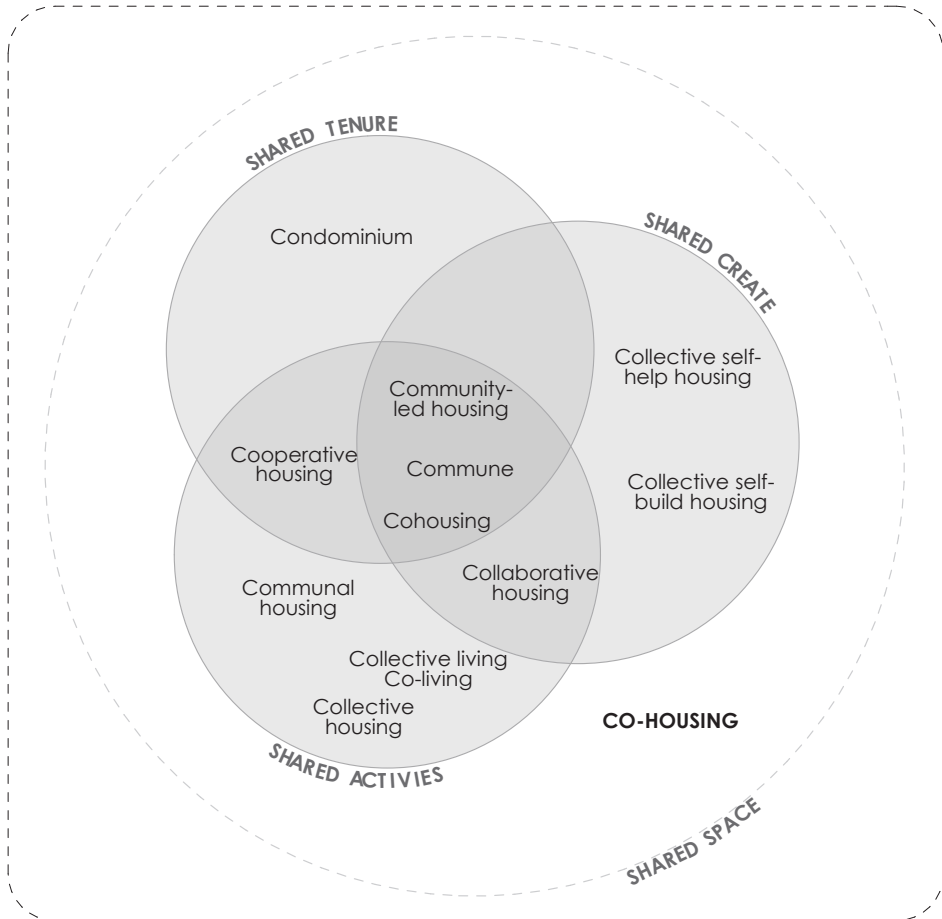 SHARED TENURE
Condominium
SHARED CREATE
Collective self-
help housing
Community-
led housing
Cooperative
housing
Commune
Collective self-
build housing
Cohousing
Collaborative
housing
Communal
housing
Collective living
Co-living
Collective
housing
CO-HOUSING
SHARED ACTIVIES
SHARED SPACE